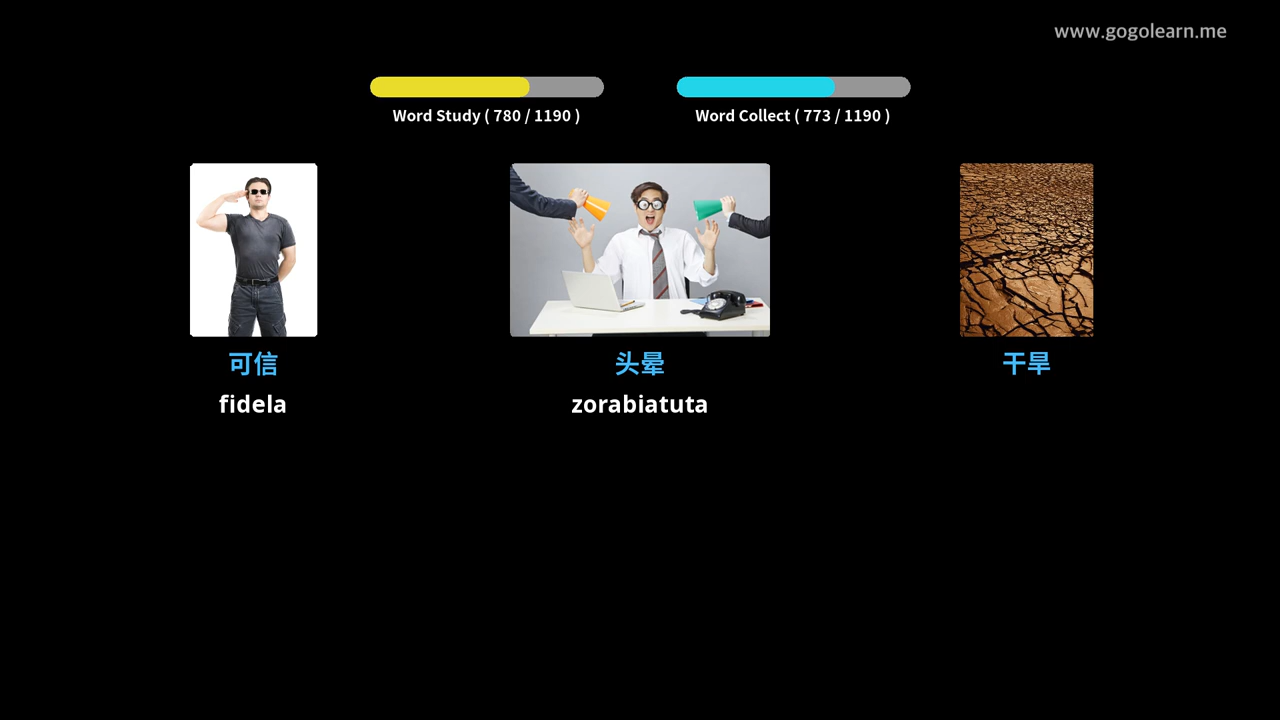 www.gogolearn.me
Word Study ( 780 / 1190 )
Word Collect ( 773 / 1190 )
可信
头晕
干旱
fidela
zorabiatuta